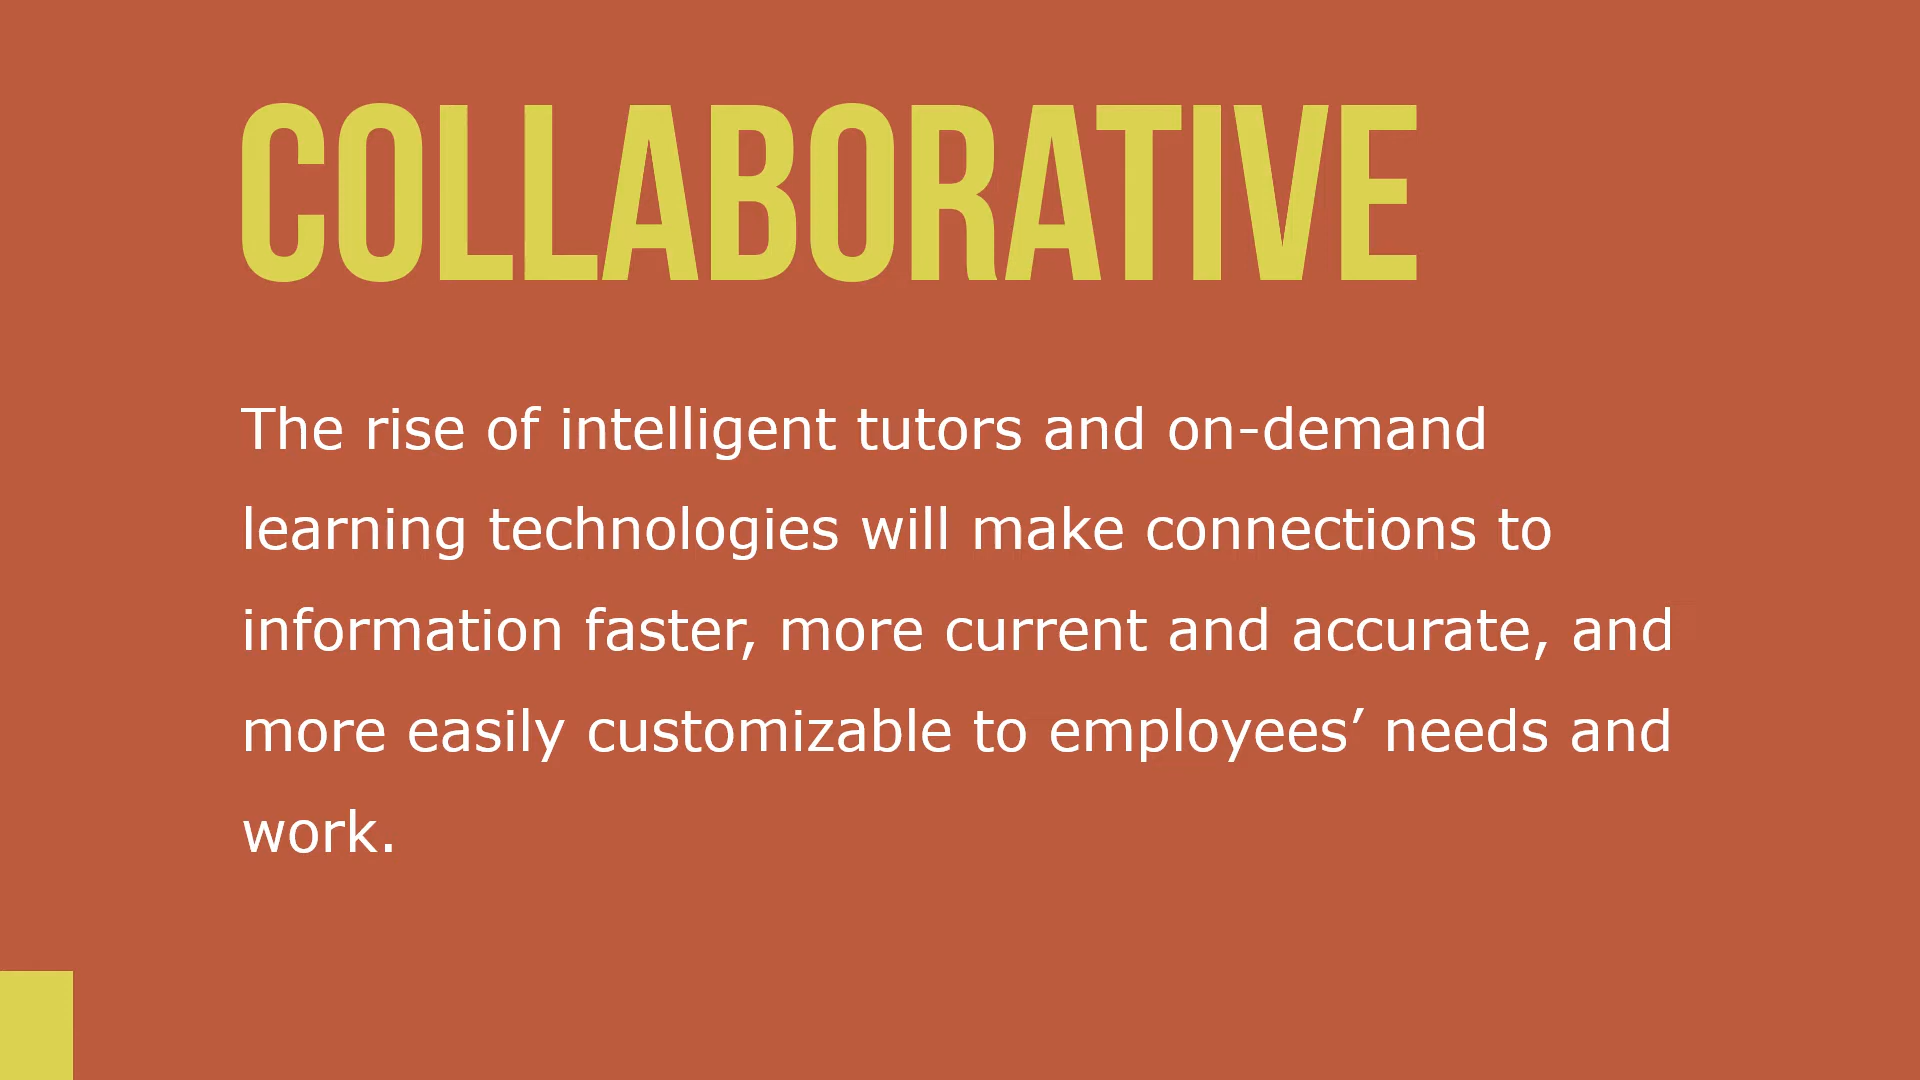 COLLABORATIVE
The rise of intelligent tutors and on-demand
learning technologies will make connections to
information faster, more current and accurate, and
more easily customizable to employees’ needs and
work.